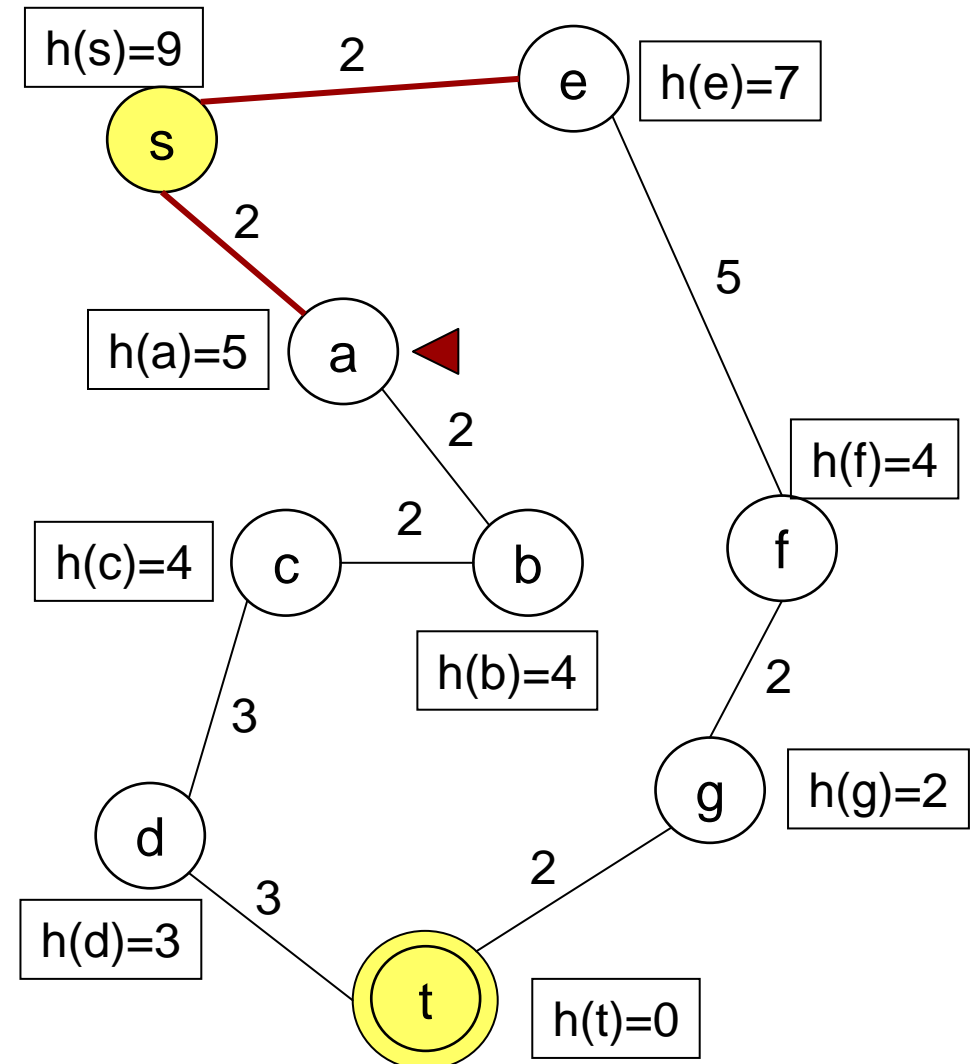 h(s)=9
2
e
h(e)=7
s
2
5
h(a)=5
a
2
h(f)=4
2
h(c)=4
c
b
f
h(b)=4
2
3
g
h(g)=2
d
2
3
h(d)=3
t
h(t)=0